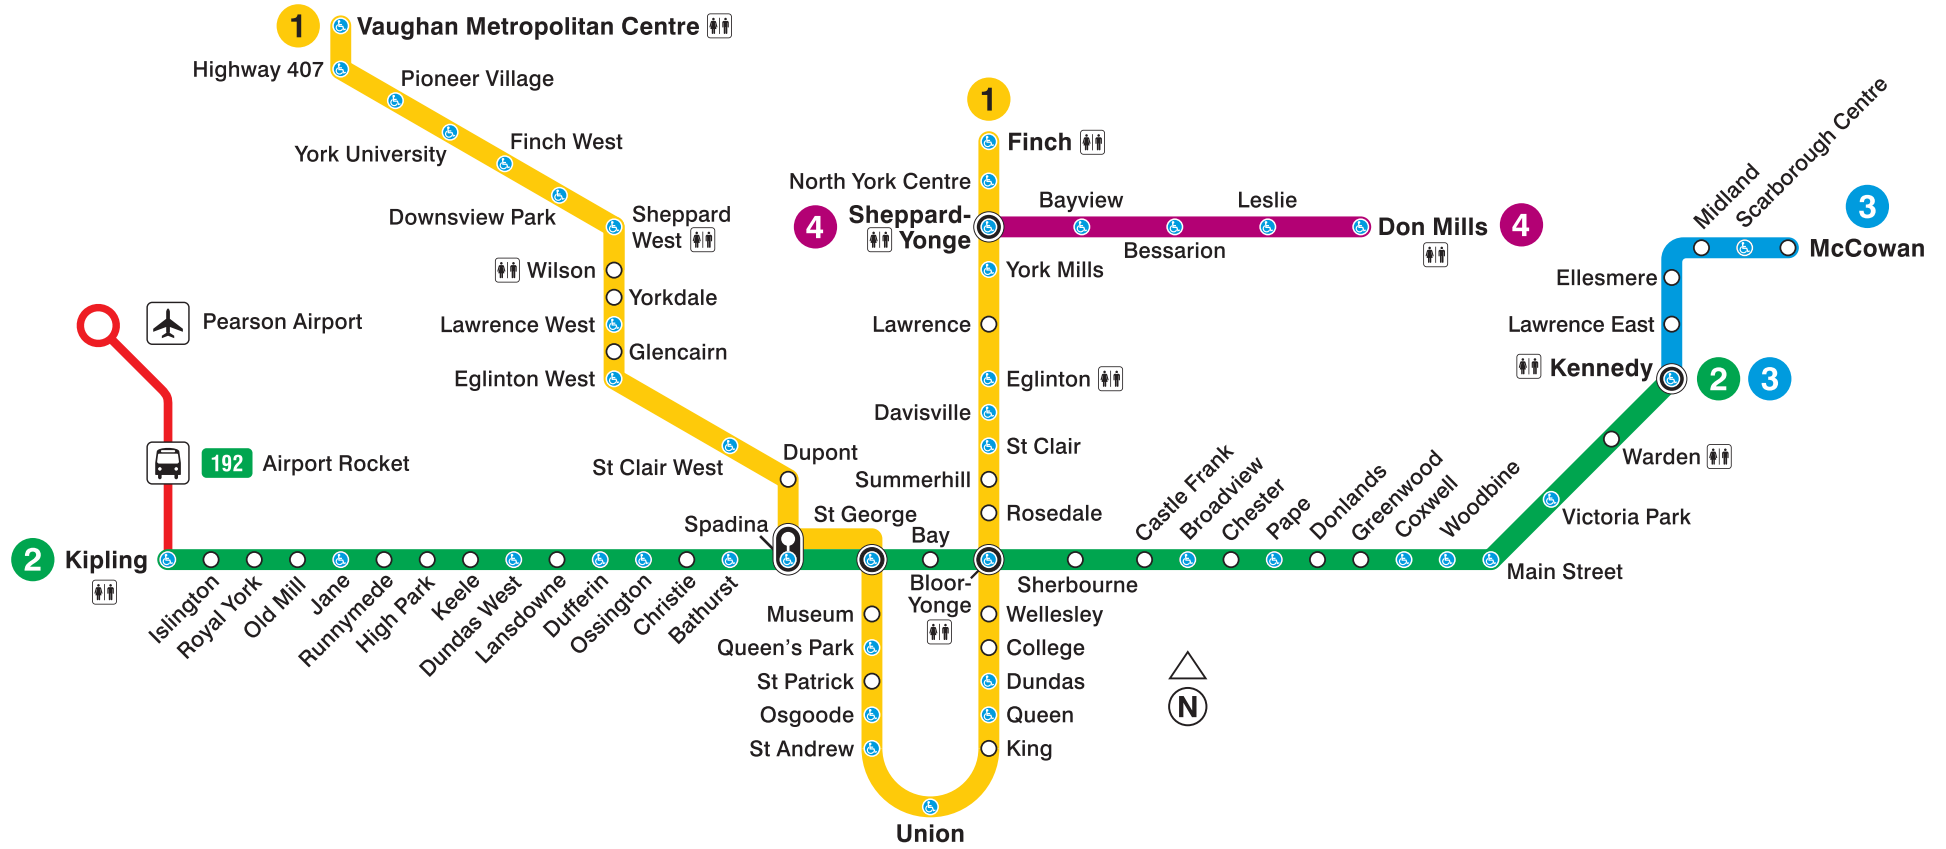 1
Vaughan Metropolitan Centre
Highway 407
Pioneer Village
York University
Finch West
Downsview Park
Sheppard
West
Wilson
Yorkdale
Lawrence West
Glencairn
Eglinton West
St Clair West
Dupont
Spadina
St George
Museum
Queen's Park
St Patrick
Osgoode
St Andrew
Union
1
Finch
North York Centre
4
Sheppard-
Yonge
Bayview
Bessarion
Leslie
Don Mills
4
York Mills
Lawrence
Eglinton
Davisville
St Clair
Summerhill
Rosedale
Bay
Bloor-
Yonge
Wellesley
College
Dundas
Queen
King
Pearson Airport
192
Airport Rocket
2
Kipling
Islington
Royal York
Old Mill
Jane
Runnymede
High Park
Keele
Dundas West
Lansdowne
Dufferin
Ossington
Christie
Bathurst
Sherbourne
Castle Frank
Broadview
Chester
Pape
Donlands
Greenwood
Coxwell
Woodbine
Main Street
Victoria Park
Warden
Kennedy
2
3
Lawrence East
Ellesmere
Midland
Scarborough Centre
3
McCowan
N